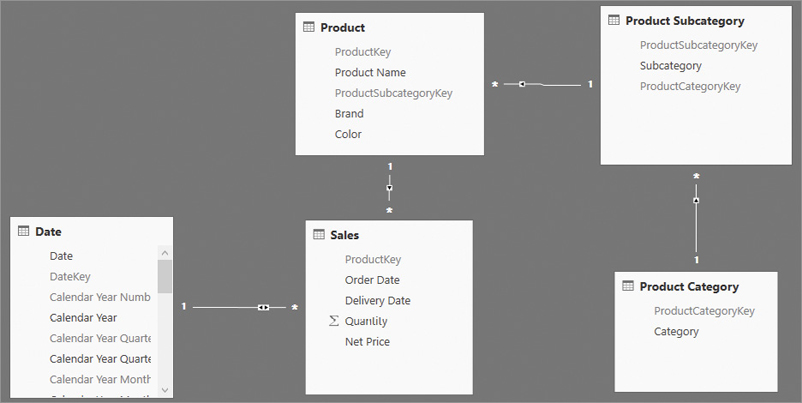 Product
ProductKey
Product Name
ProductSubcategoryKey
Brand
Color
Product Subcategory
ProductSubcategoryKey
Subcategory
ProductCategoryKey
* 1
1
*
*
1
Date
Date
DateKey
Calendar Year Numb
Calendar Year
Calendar Year Quarte
Calendar Year Quarte
Calendar Year Month
1 *
Sales
ProductKey
Order Date
Delivery Date
Σ Quantity
Net Price
Product Category
ProductCategoryKey
Category